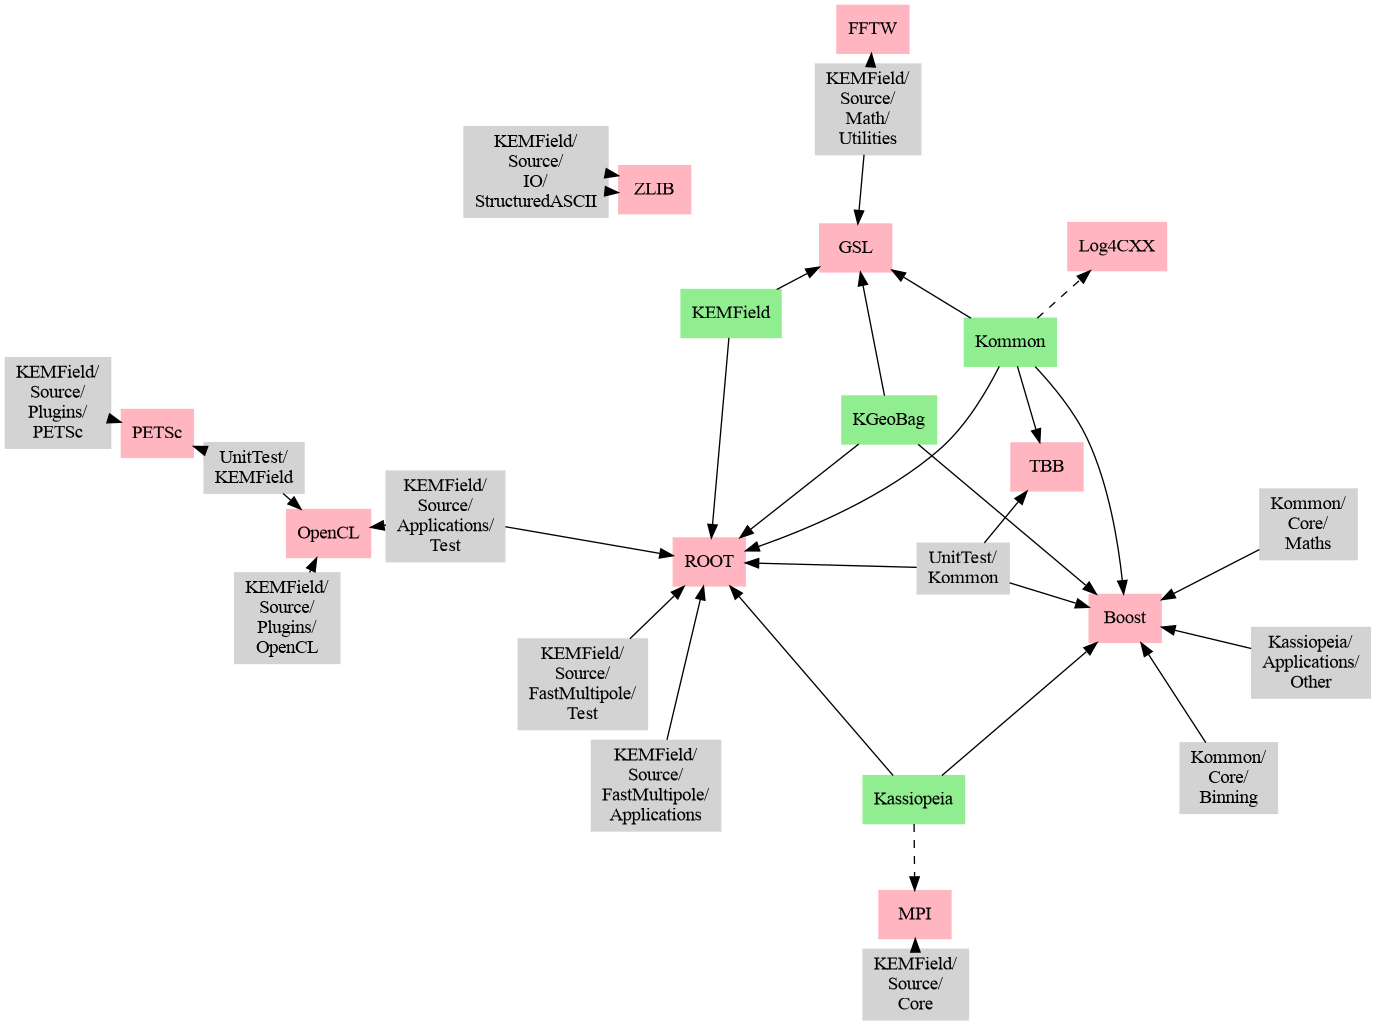 FFTW
KEMField/
Source/
Math/
Utilities
KEMField/
Source/
IO/
StructuredASCII
ZLIB
GSL
Log4CXX
KEMField
Kommon
KEMField/
Source/
Plugins/
PETSc
PETSc
KGeoBag
UnitTest/
KEMField
TBB
KEMField/
Source/
Applications/
Test
OpenCL
Kommon/
Core/
Maths
ROOT
UnitTest/
Kommon
KEMField/
Source/
Plugins/
OpenCL
Boost
KEMField/
Source/
FastMultipole/
Test
Kassiopeia/
Applications/
Other
KEMField/
Source/
FastMultipole/
Applications
Kassiopeia
Kommon/
Core/
Binning
MPI
KEMField/
Source/
Core